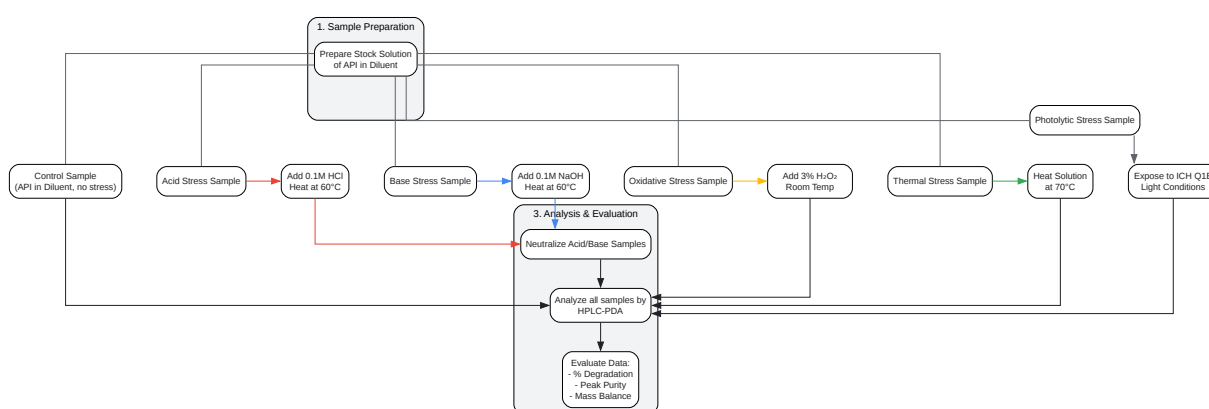 1. Sample Preparation
Prepare Stock Solution
of API in Diluent
Photolytic Stress Sample
Control Sample
(API in Diluent, no stress)
Acid Stress Sample
Add 0.1M HCl
Heat at 60°C
Base Stress Sample
Add 0.1M NaOH
Heat at 60°C
Oxidative Stress Sample
Add 3% H₂O₂
Room Temp
Thermal Stress Sample
Heat Solution
at 70°C
Expose to ICH Q1B
Light Conditions
3. Analysis & Evaluation
Neutralize Acid/Base Samples
Analyze all samples by
HPLC-PDA
Evaluate Data:
- % Degradation
- Peak Purity
- Mass Balance